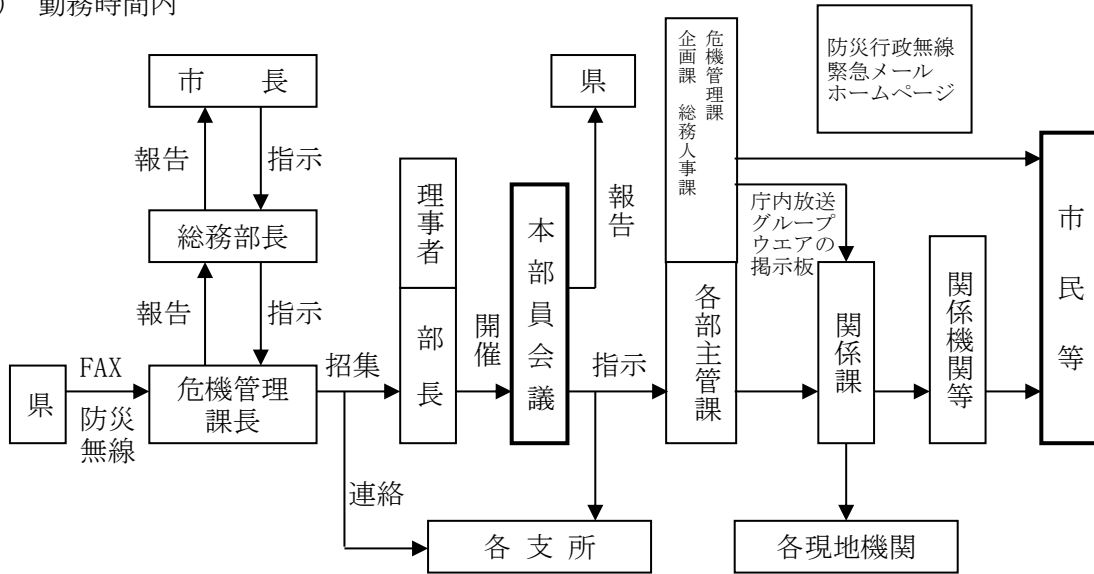 ） 勤務時間内
市　　長
報告
指示
総務部長
報告
指示
県
FAX
防災
無線
危機管理
課長
招集
連絡
理事者
部長
開催
本部員会議
県
報告
指示
各 支 所
危機管理課
企画課　総務人事課
各部主管課
防災行政無線
緊急メール
ホームページ
庁内放送
グループ
ウエアの
掲示板
関係課
各現地機関
関係機関等
市民等